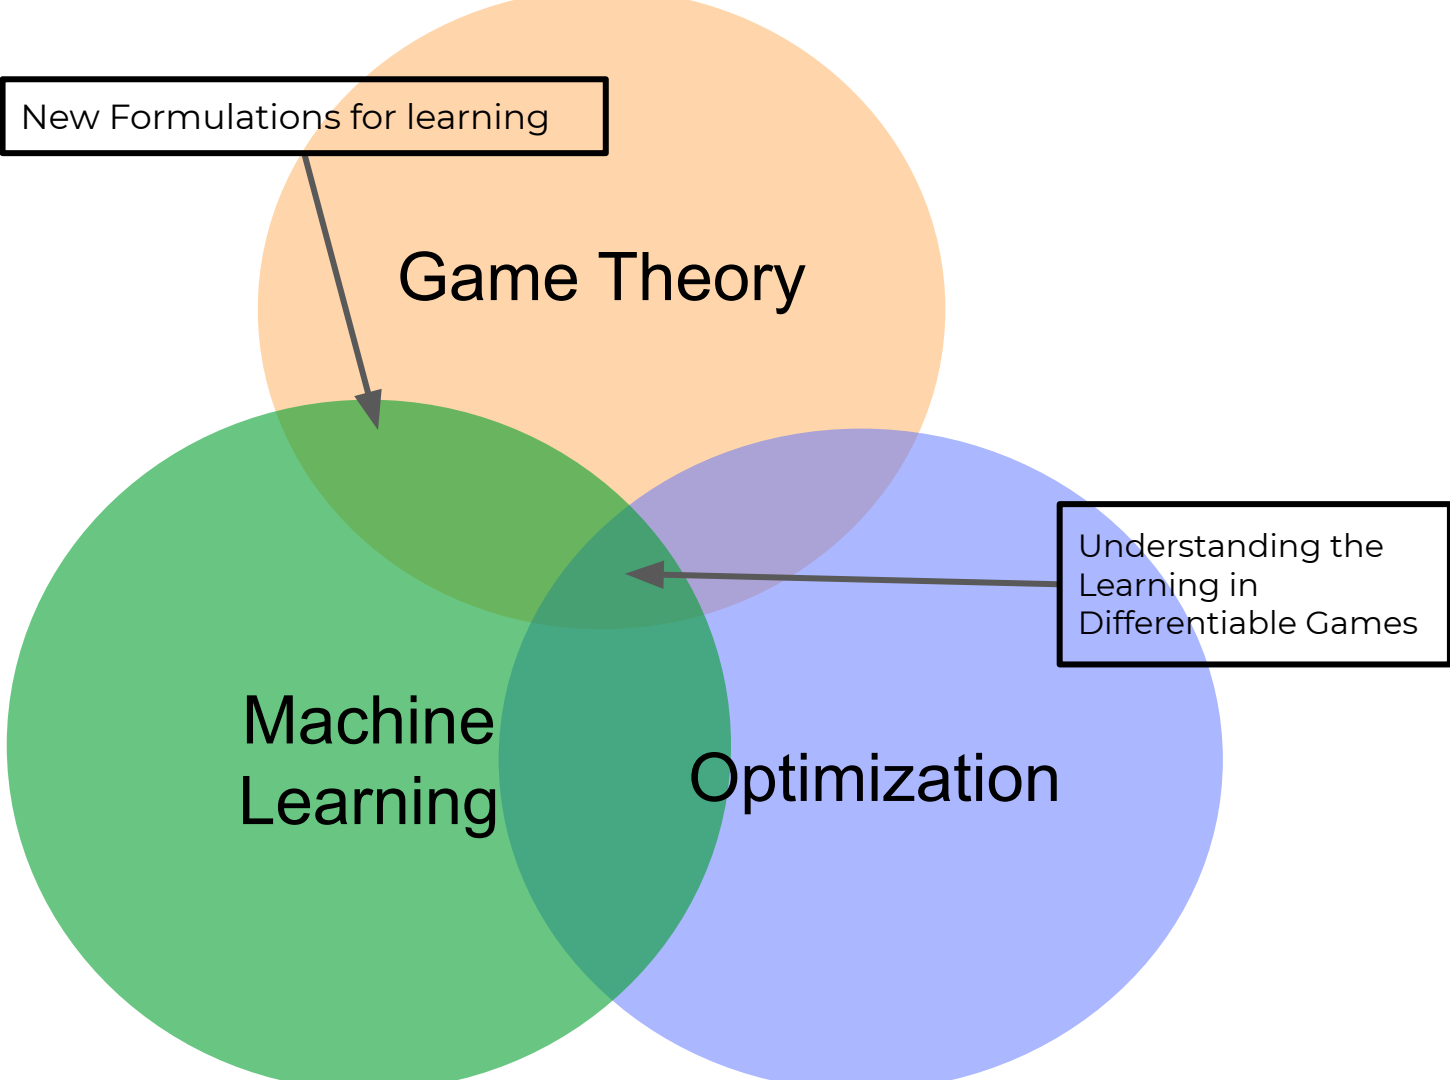 New Formulations for learning
Game Theory
Understanding the
Learning in
Differentiable Games
Machine
Learning
Optimization